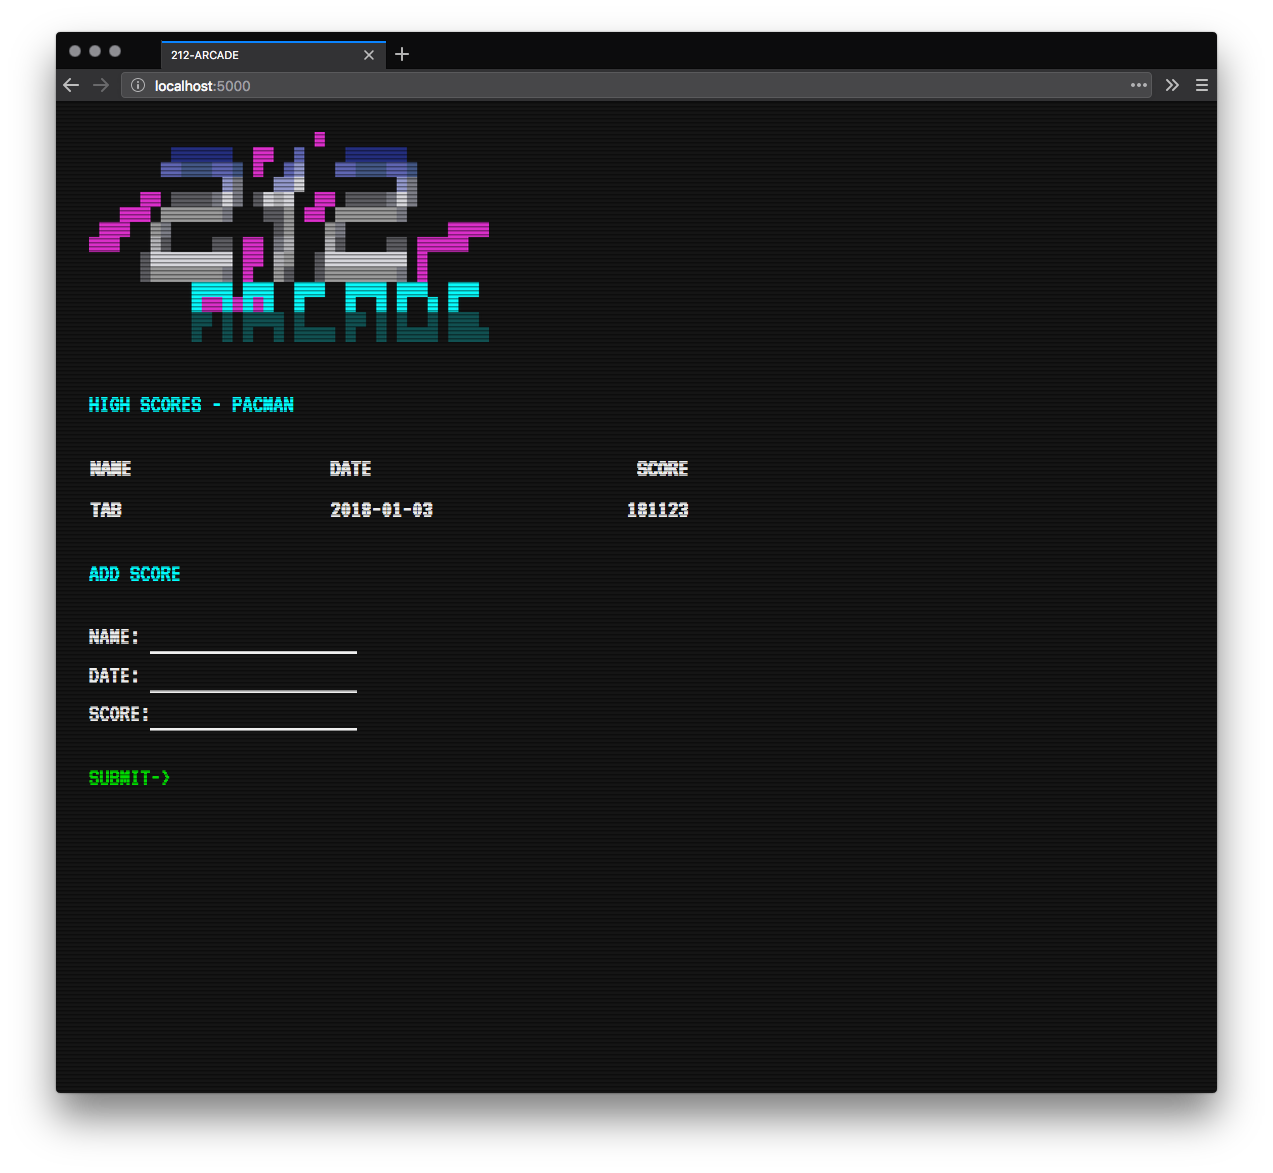 212-ARCADE
localhost:5000
212
ARCADE
HIGH SCORES - PACMAN
NAME DATE SCORE
TAB 2018-01-03 181123
ADD SCORE
NAME:
DATE:
SCORE:
SUBMIT->